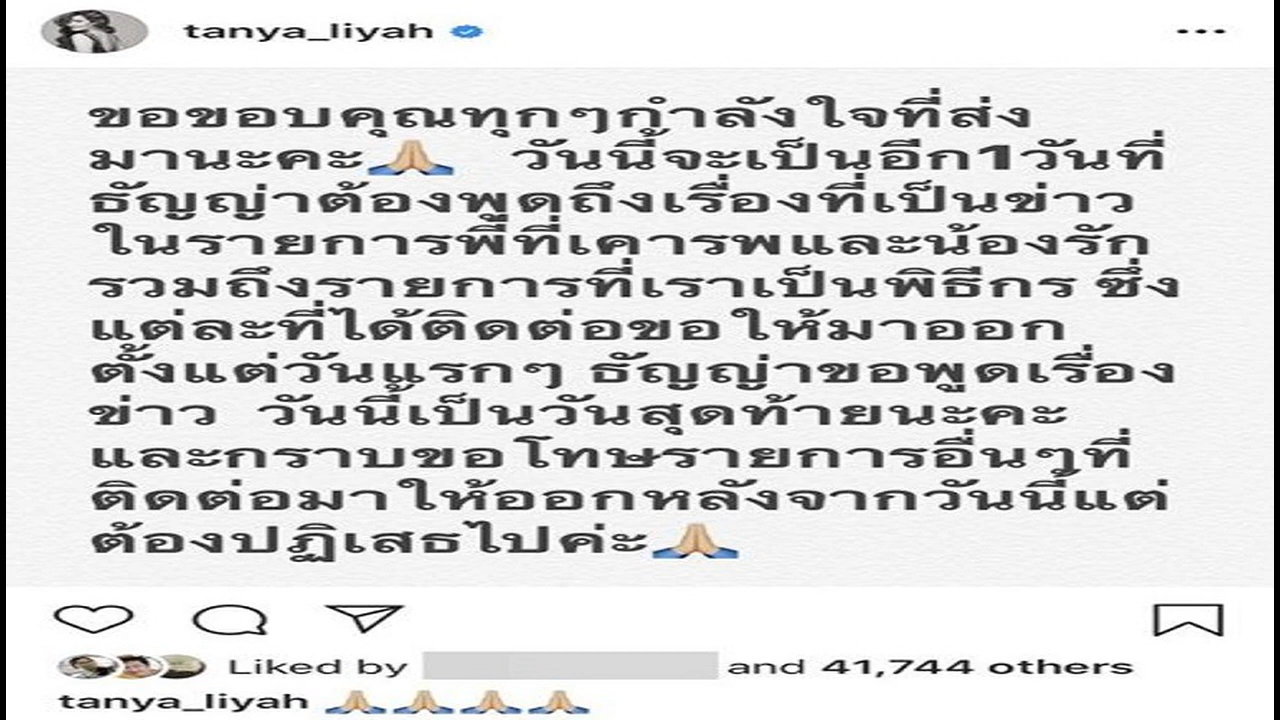 tanya_liyah
ขอขอบคุณทุกๆกำลังใจที่ส่ง
มานะคะ🙏🏼 วันนี้จะเป็นอีก1วันที่
ธัญญ่าต้องพูดถึงเรื่องที่เป็นข่าว
ในรายการพี่ที่เคารพและน้องรัก
รวมถึงรายการที่เราเป็นพิธีกร ซึ่ง
แต่ละที่ได้ติดต่อขอให้มาออก
ตั้งแต่วันแรกๆ ธัญญ่าขอพูดเรื่อง
ข่าว วันนี้เป็นวันสุดท้ายนะคะ
และกราบขอโทษรายการอื่นๆที่
ติดต่อมาให้ออกหลังจากวันนี้แต่
ต้องปฏิเสธไปค่ะ🙏🏼
Liked by and 41,744 others
tanya_liyah 🙏🏼🙏🏼🙏🏼🙏🏼